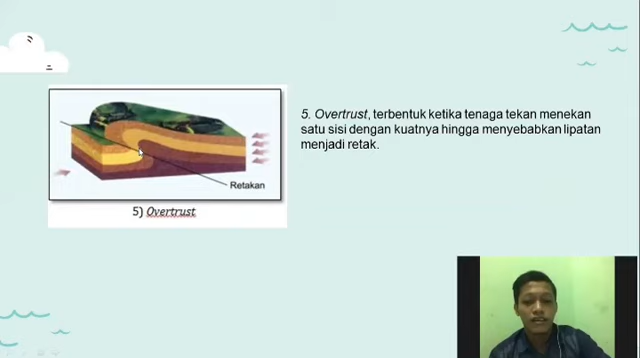 5. Overtrust, terbentuk ketika tenaga tekan menekan
satu sisi dengan kuatnya hingga menyebabkan lipatan
menjadi retak.
Retakan
5) Overtrust